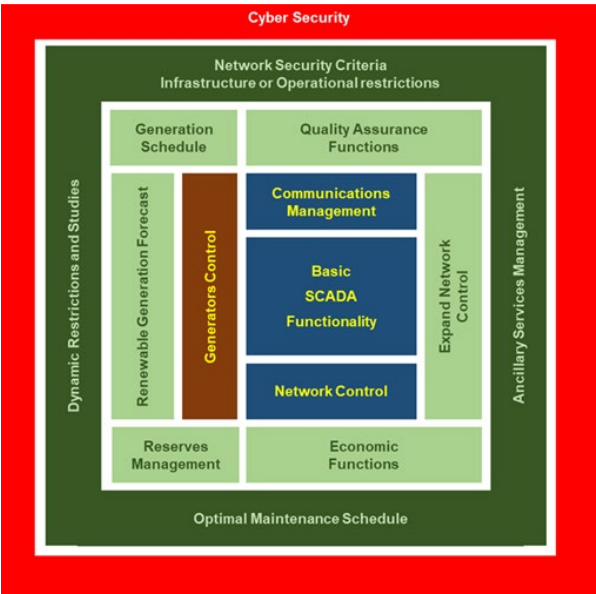 Cyber Security
Network Security Criteria
Infrastructure or Operational restrictions
Generation
Schedule
Quality Assurance
Functions
Dynamic Restrictions and Studies
Renewable Generation Forecast
Generators Control
Communications
Management
Basic
SCADA
Functionality
Network Control
Expand Network
Control
Ancillary Services Management
Reserves
Management
Economic
Functions
Optimal Maintenance Schedule